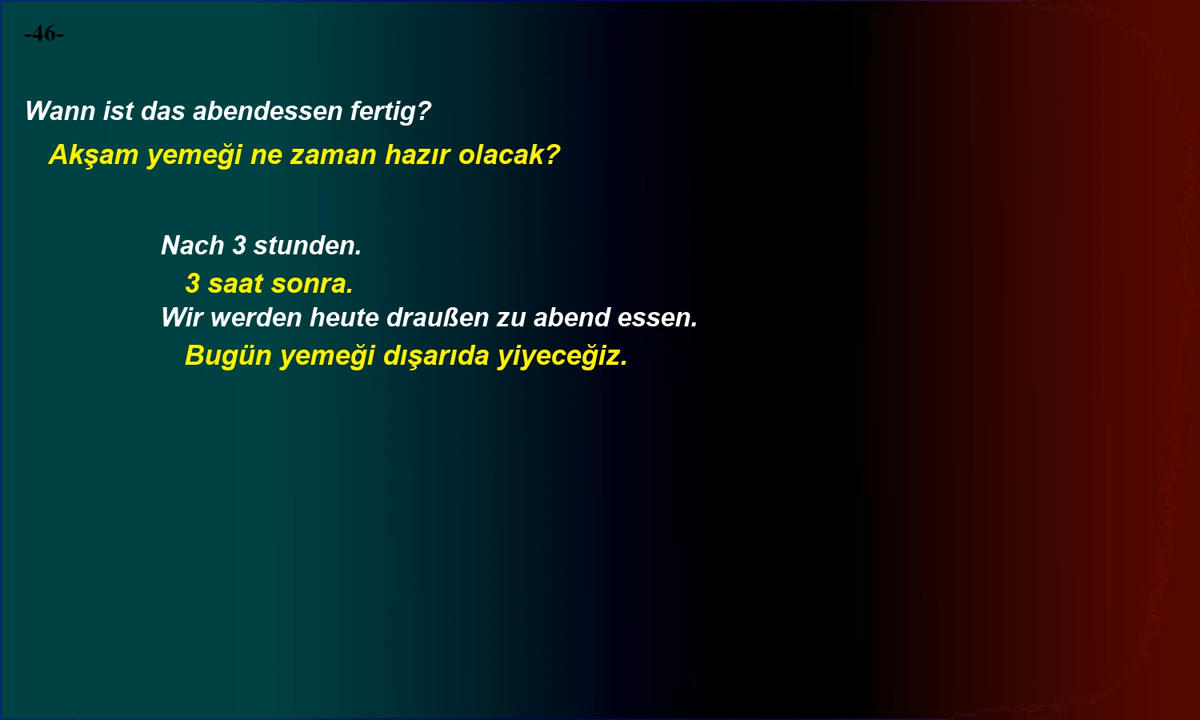 -46-
Wann ist das abendessen fertig?
Akşam yemeği ne zaman hazır olacak?
Nach 3 stunden.
3 saat sonra.
Wir werden heute draußen zu abend essen.
Bugün yemeği dışarıda yiyeceğiz.